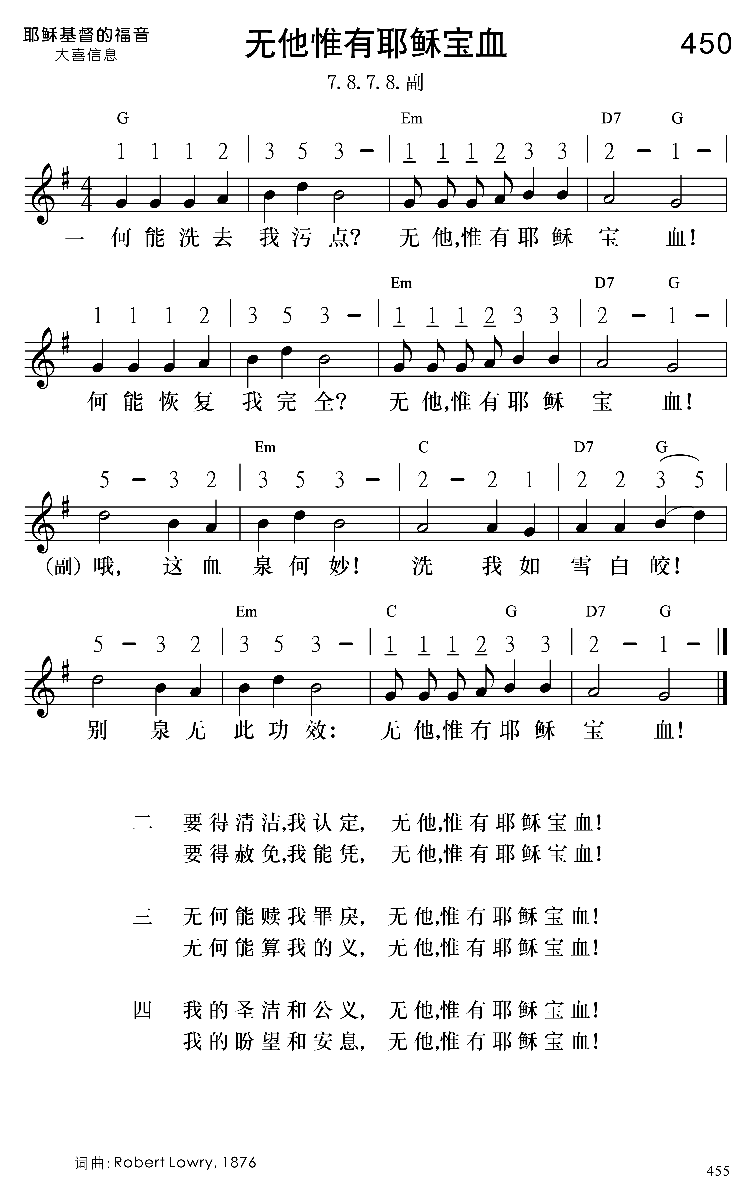 耶稣基督的福音
大喜信息
无他惟有耶稣宝血
450
7.8.7.8.副
G Em D7 G
1 1 1 2 | 3 5 3 – | 1 1 1 2 3 3 | 2 – 1 – |
4
4
一 何能洗去我污点?无他,惟有耶稣宝血!
Em D7 G
1 1 1 2 | 3 5 3 – | 1 1 1 2 3 3 | 2 – 1 – |
何能恢复我完全?无他,惟有耶稣宝血!
Em C D7 G
5 – 3 2 | 3 5 3 – | 2 – 2 1 | 2 2 3 5 |
(副)哦,这血泉何妙!洗我如雪白皎!
Em C G D7 G
5 – 3 2 | 3 5 3 – | 1 1 1 2 3 3 | 2 – 1 – ‖
别泉无此功效:无他,惟有耶稣宝血!
二 要得清洁,我认定,无他,惟有耶稣宝血!
要得赦免,我能凭,无他,惟有耶稣宝血!
三 无何能赎我罪戾,无他,惟有耶稣宝血!
无何能算我的义,无他,惟有耶稣宝血!
四 我的圣洁和公义,无他,惟有耶稣宝血!
我的盼望和安息,无他,惟有耶稣宝血!
词曲:Robert Lowry, 1876
455